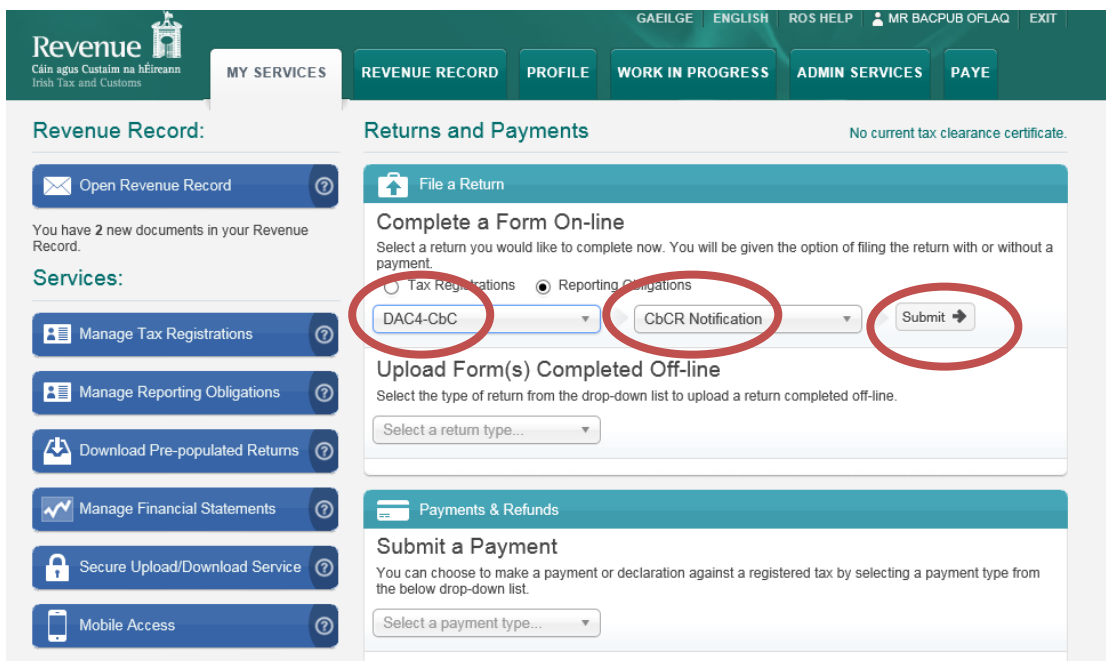 GAEILGE ENGLISH ROS HELP MR BACPUB OFLAQ EXIT
Revenue
Cáin agus Custaim na hÉireann
Irish Tax and Customs
MY SERVICES REVENUE RECORD PROFILE WORK IN PROGRESS ADMIN SERVICES PAYE
Revenue Record:
Open Revenue Record ?
You have 2 new documents in your Revenue
Record.
Services:
Manage Tax Registrations ?
Manage Reporting Obligations ?
Download Pre-populated Returns ?
Manage Financial Statements ?
Secure Upload/Download Service ?
Mobile Access ?
Returns and Payments
No current tax clearance certificate.
File a Return
Complete a Form On-line
Select a return you would like to complete now. You will be given the option of filing the return with or without a
payment.
Tax Registrations Reporting Obligations
DAC4-CbC CbCR Notification Submit
Upload Form(s) Completed Off-line
Select the type of return from the drop-down list to upload a return completed off-line.
Select a return type...
Payments & Refunds
Submit a Payment
You can choose to make a payment or declaration against a registered tax by selecting a payment type from
the below drop-down list.
Select a payment type...